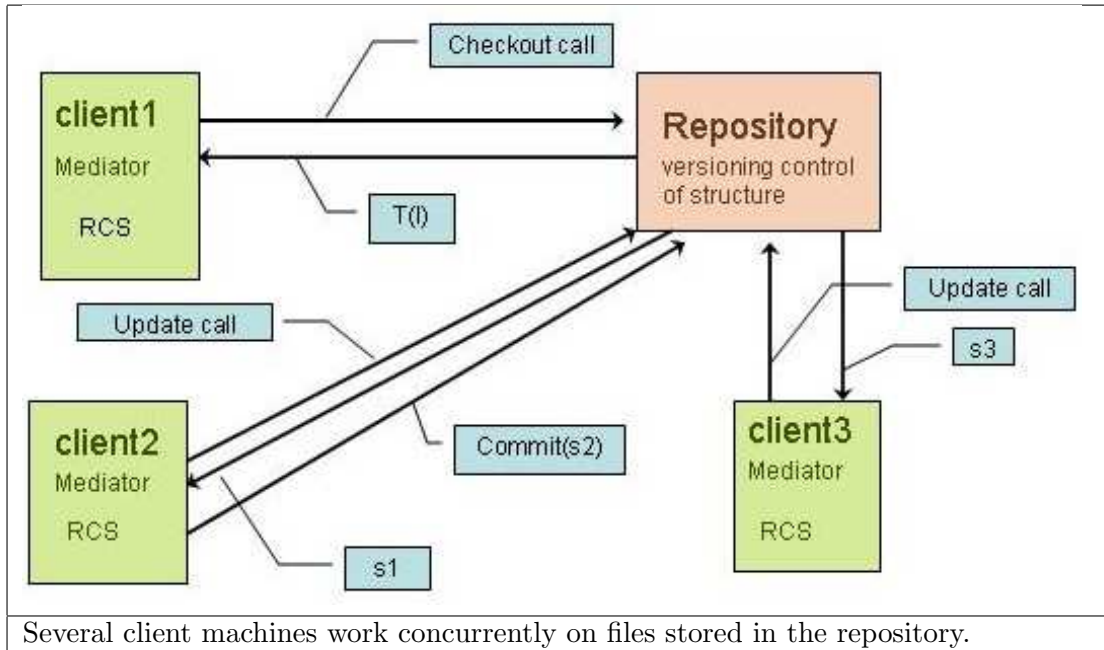 Checkout call
client1
Mediator
RCS
Repository
versioning control
of structure
T(I)
Update call
Update call
s3
client2
Mediator
RCS
Commit(s2)
client3
Mediator
RCS
s1
Several client machines work concurrently on files stored in the repository.